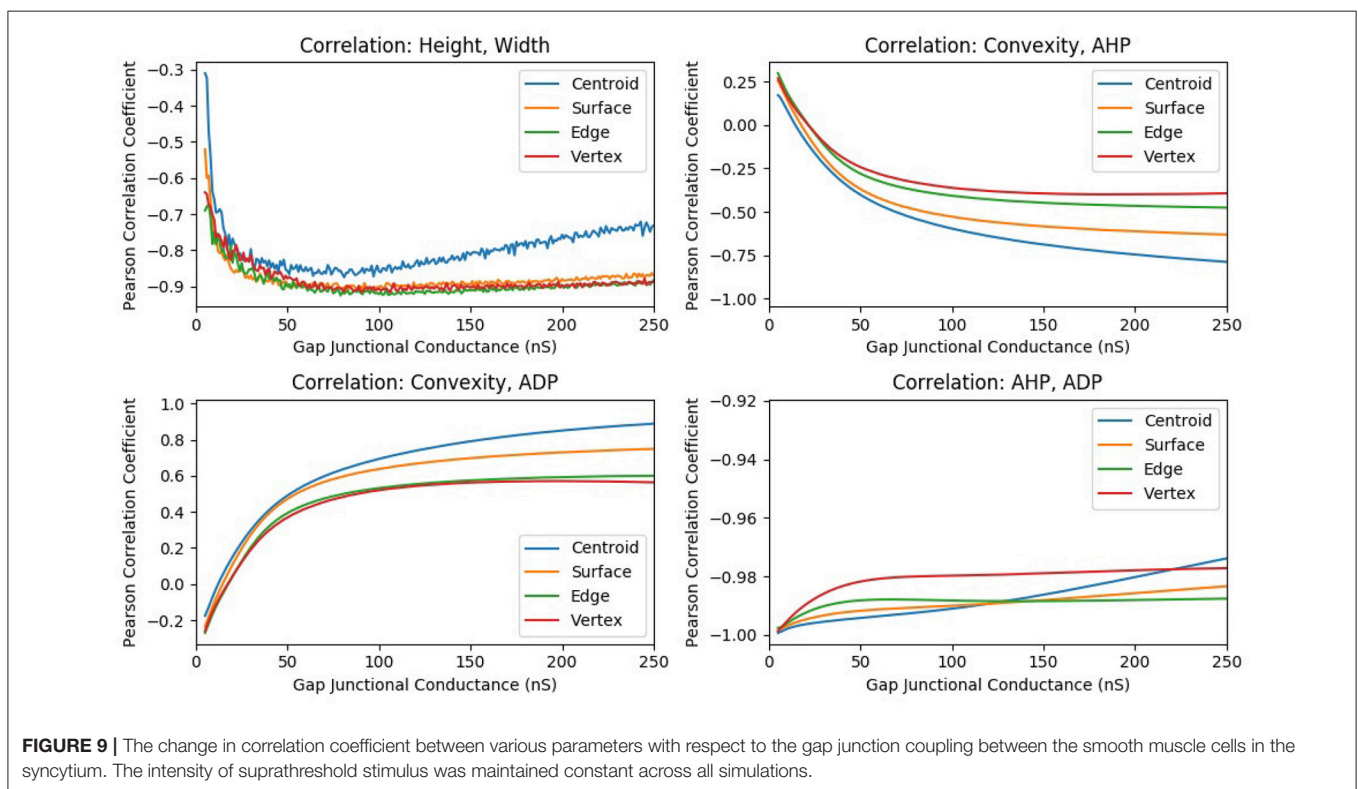 Correlation: Height, Width
Pearson Correlation Coefficient
−0.3
−0.4
−0.5
−0.6
−0.7
−0.8
−0.9
0 50 100 150 200 250
Gap Junctional Conductance (nS)
Centroid
Surface
Edge
Vertex
Correlation: Convexity, AHP
Pearson Correlation Coefficient
0.25
0.00
−0.25
−0.50
−0.75
−1.00
0 50 100 150 200 250
Gap Junctional Conductance (nS)
Centroid
Surface
Edge
Vertex
Correlation: Convexity, ADP
Pearson Correlation Coefficient
1.0
0.8
0.6
0.4
0.2
0.0
−0.2
0 50 100 150 200 250
Gap Junctional Conductance (nS)
Centroid
Surface
Edge
Vertex
Correlation: AHP, ADP
Pearson Correlation Coefficient
−0.92
−0.94
−0.96
−0.98
−1.00
0 50 100 150 200 250
Gap Junctional Conductance (nS)
Centroid
Surface
Edge
Vertex
FIGURE 9 | The change in correlation coefficient between various parameters with respect to the gap junction coupling between the smooth muscle cells in the
syncytium. The intensity of suprathreshold stimulus was maintained constant across all simulations.